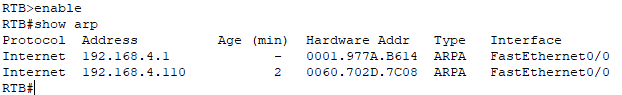 RTB>enable
RTB#show arp
Protocol  Address          Age (min)  Hardware Addr   Type   Interface
Internet  192.168.4.1             -   0001.977A.B614  ARPA   FastEthernet0/0
Internet  192.168.4.110           2   0060.702D.7C08  ARPA   FastEthernet0/0
RTB#